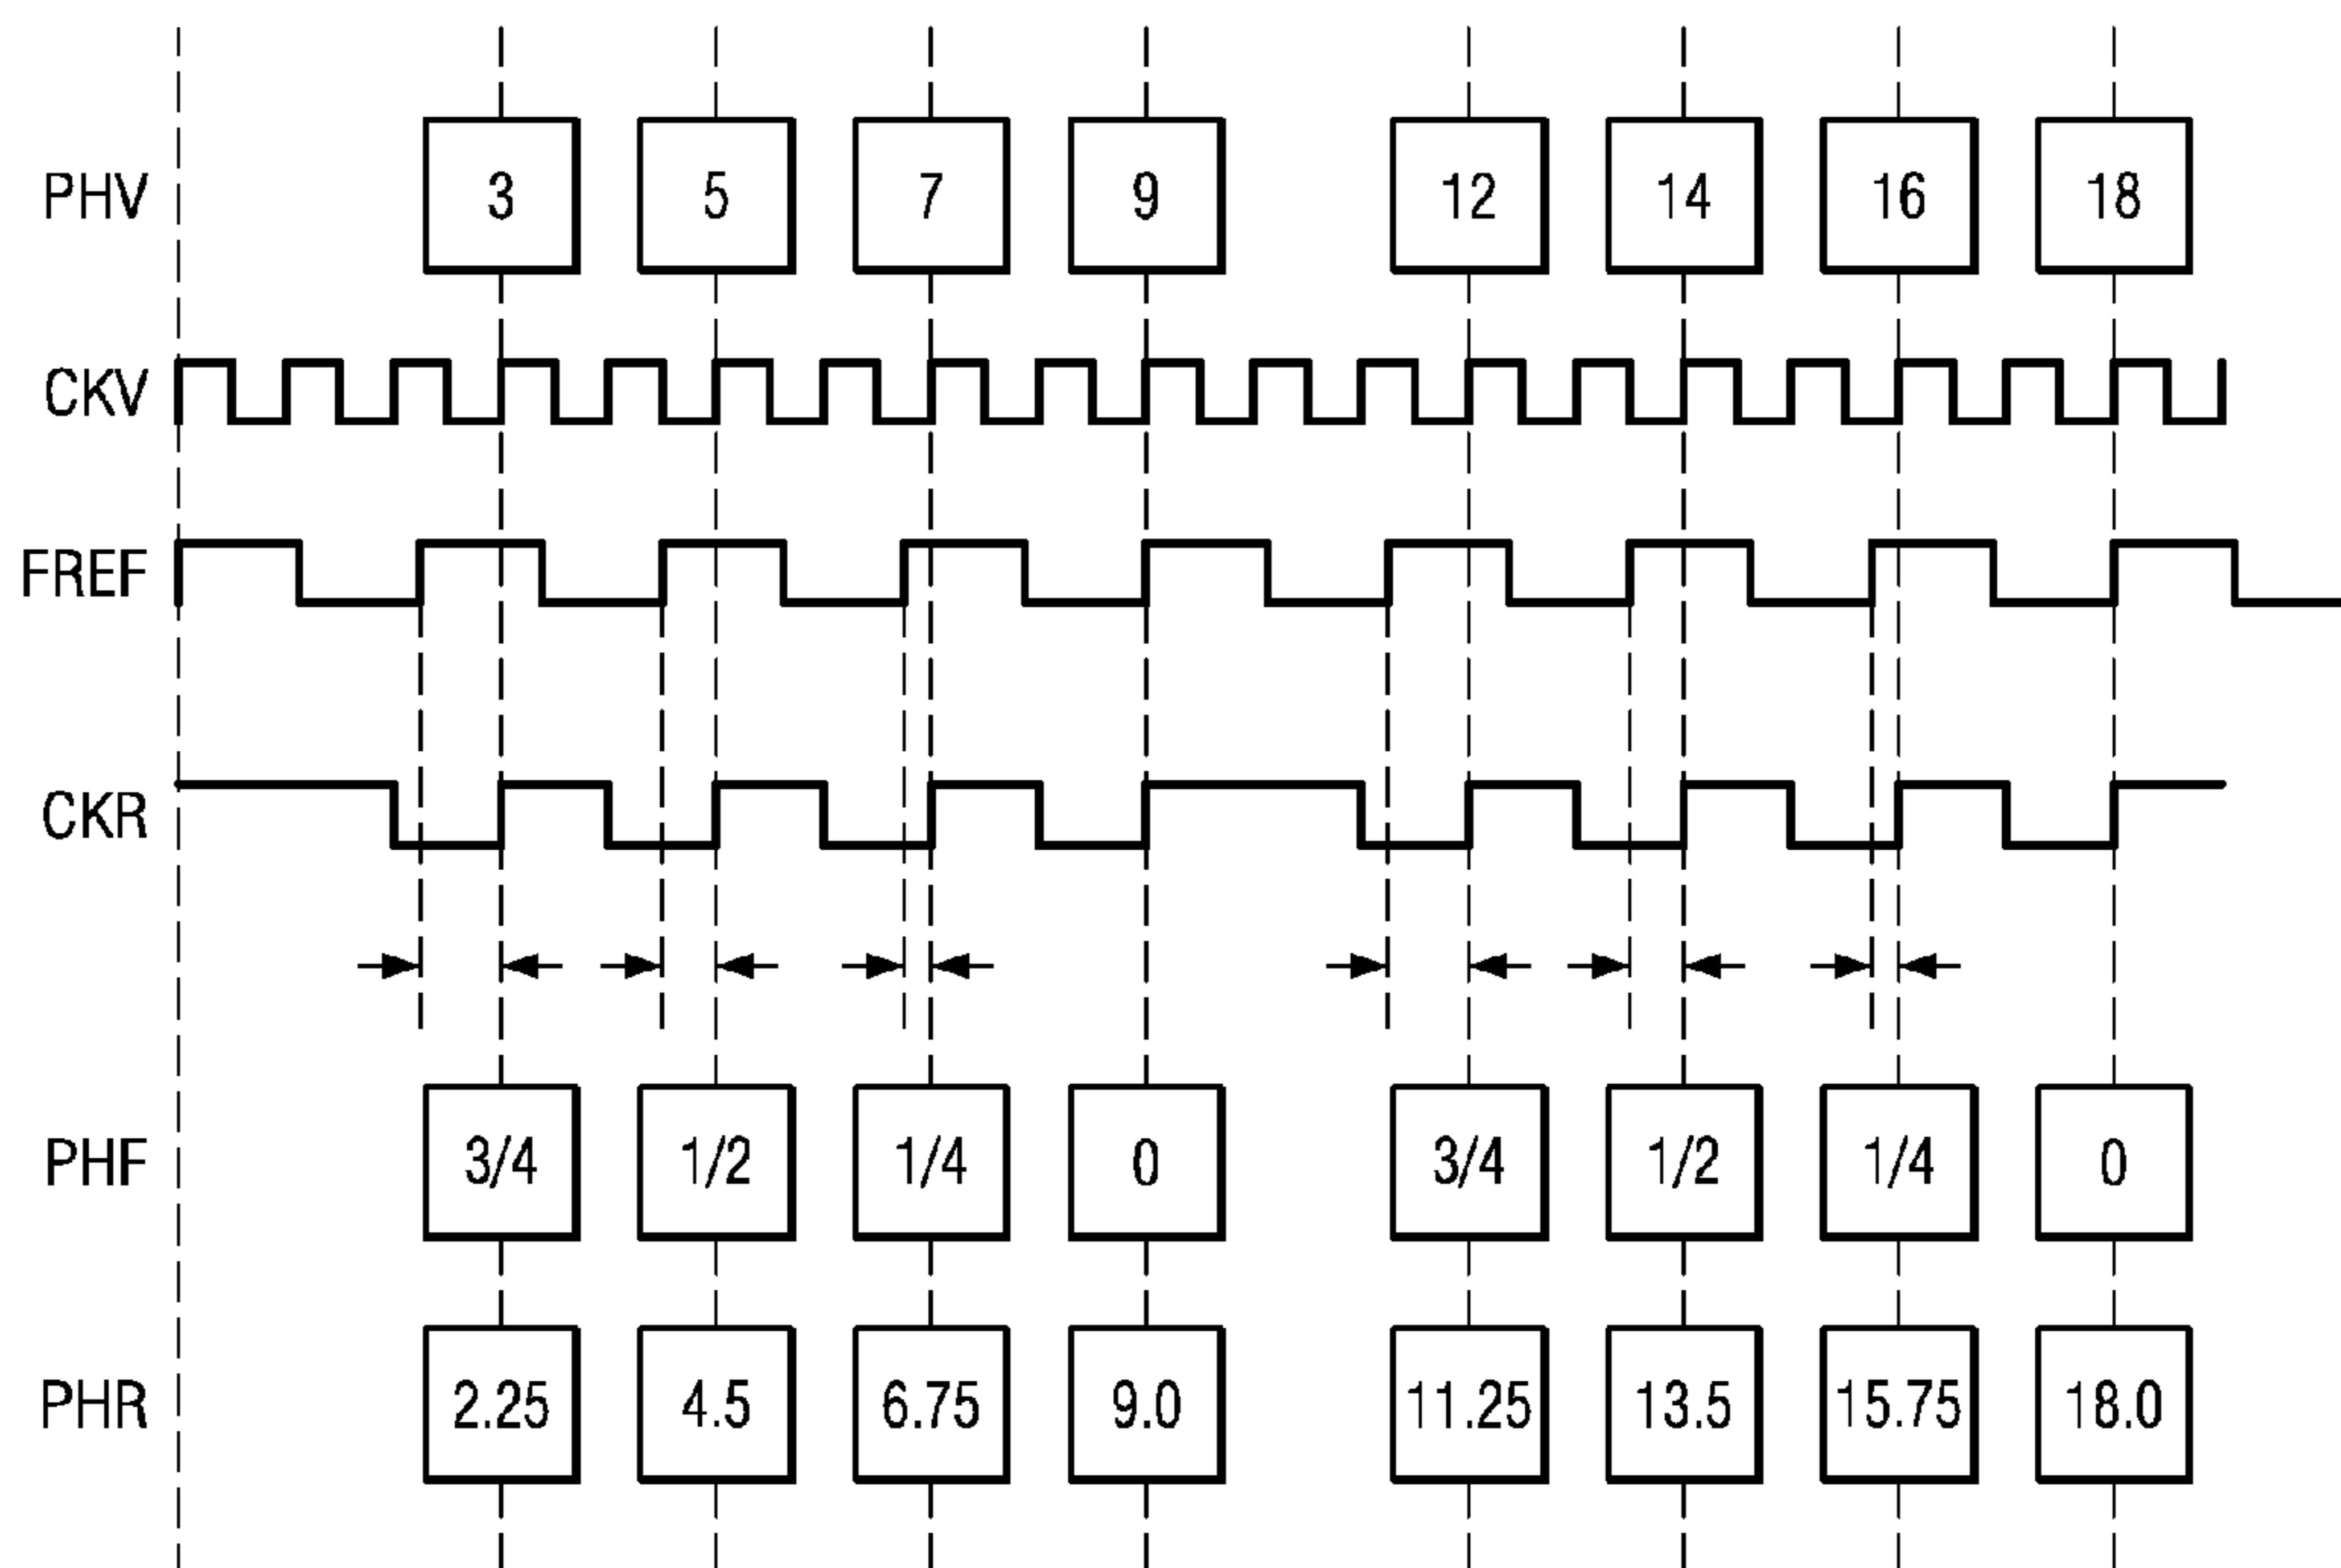 PHV 3 5 7 9 12 14 16 18
CKV
FREF
CKR
PHF 3/4 1/2 1/4 0 3/4 1/2 1/4 0
PHR 2.25 4.5 6.75 9.0 11.25 13.5 15.75 18.0